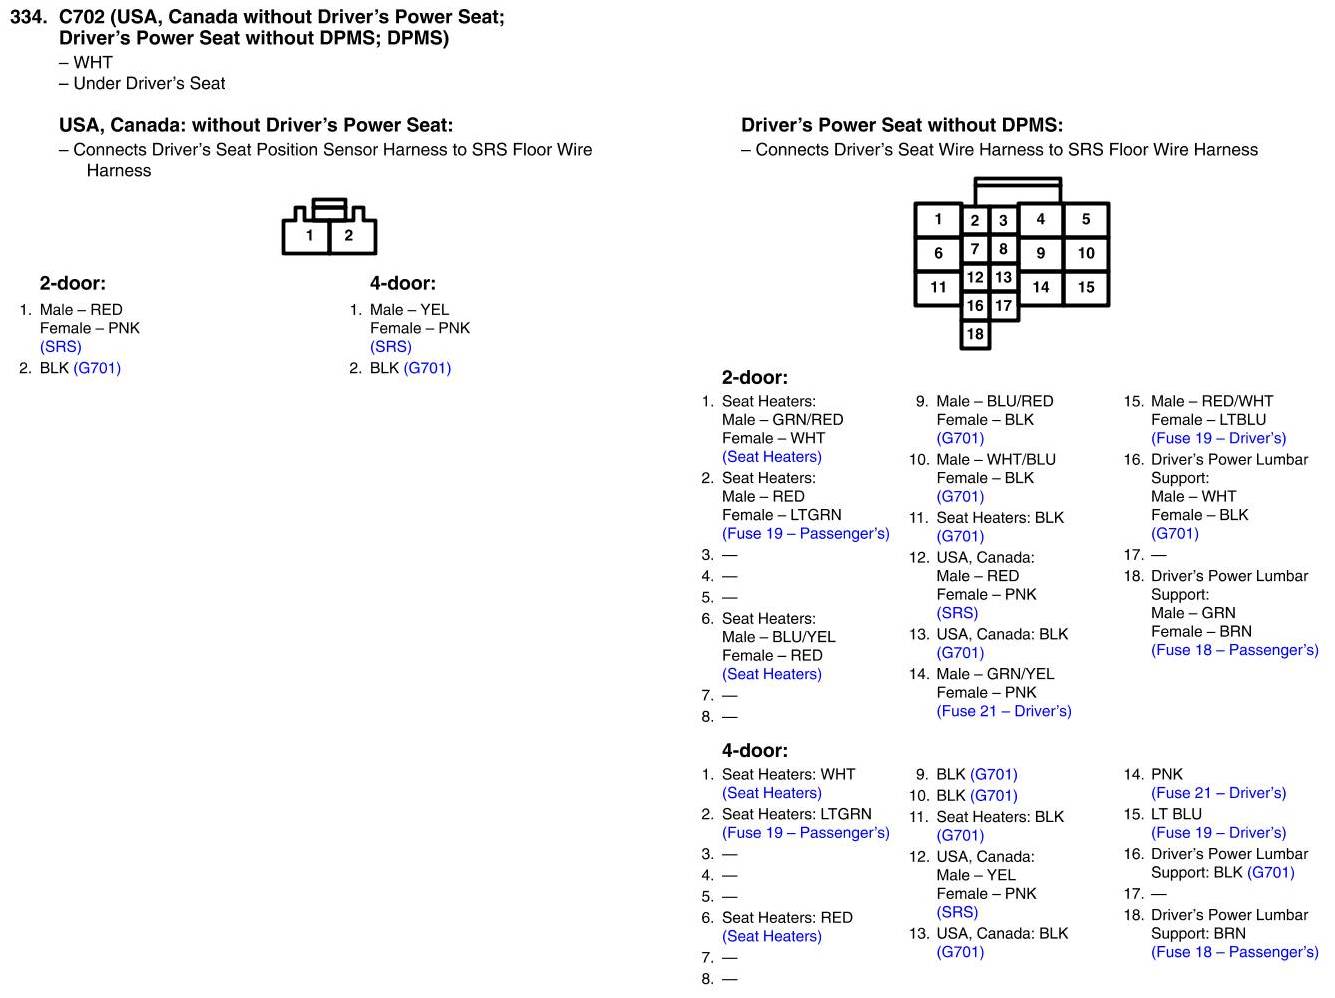 334. C702 (USA, Canada without Driver's Power Seat;
Driver's Power Seat without DPMS; DPMS)
– WHT
– Under Driver's Seat
USA, Canada: without Driver's Power Seat:
– Connects Driver's Seat Position Sensor Harness to SRS Floor Wire
Harness
1 2
2-door:
1. Male – RED
Female – PNK
(SRS)
2. BLK (G701)
4-door:
1. Male – YEL
Female – PNK
(SRS)
2. BLK (G701)
Driver's Power Seat without DPMS:
– Connects Driver's Seat Wire Harness to SRS Floor Wire Harness
1 2 3 4 5
6 7 8 9 10
11 12 13 14 15
16 17
18
2-door:
1. Seat Heaters:
Male – GRN/RED
Female – WHT
(Seat Heaters)
2. Seat Heaters:
Male – RED
Female – LTGRN
(Fuse 19 – Passenger's)
3. —
4. —
5. —
6. Seat Heaters:
Male – BLU/YEL
Female – RED
(Seat Heaters)
7. —
8. —
9. Male – BLU/RED
Female – BLK
(G701)
10. Male – WHT/BLU
Female – BLK
(G701)
11. Seat Heaters: BLK
(G701)
12. USA, Canada:
Male – RED
Female – PNK
(SRS)
13. USA, Canada: BLK
(G701)
14. Male – GRN/YEL
Female – PNK
(Fuse 21 – Driver's)
15. Male – RED/WHT
Female – LTBLU
(Fuse 19 – Driver's)
16. Driver's Power Lumbar
Support:
Male – WHT
Female – BLK
(G701)
17. —
18. Driver's Power Lumbar
Support:
Male – GRN
Female – BRN
(Fuse 18 – Passenger's)
4-door:
1. Seat Heaters: WHT
(Seat Heaters)
2. Seat Heaters: LTGRN
(Fuse 19 – Passenger's)
3. —
4. —
5. —
6. Seat Heaters: RED
(Seat Heaters)
7. —
8. —
9. BLK (G701)
10. BLK (G701)
11. Seat Heaters: BLK
(G701)
12. USA, Canada:
Male – YEL
Female – PNK
(SRS)
13. USA, Canada: BLK
(G701)
14. PNK
(Fuse 21 – Driver's)
15. LT BLU
(Fuse 19 – Driver's)
16. Driver's Power Lumbar
Support: BLK (G701)
17. —
18. Driver's Power Lumbar
Support: BRN
(Fuse 18 – Passenger's)